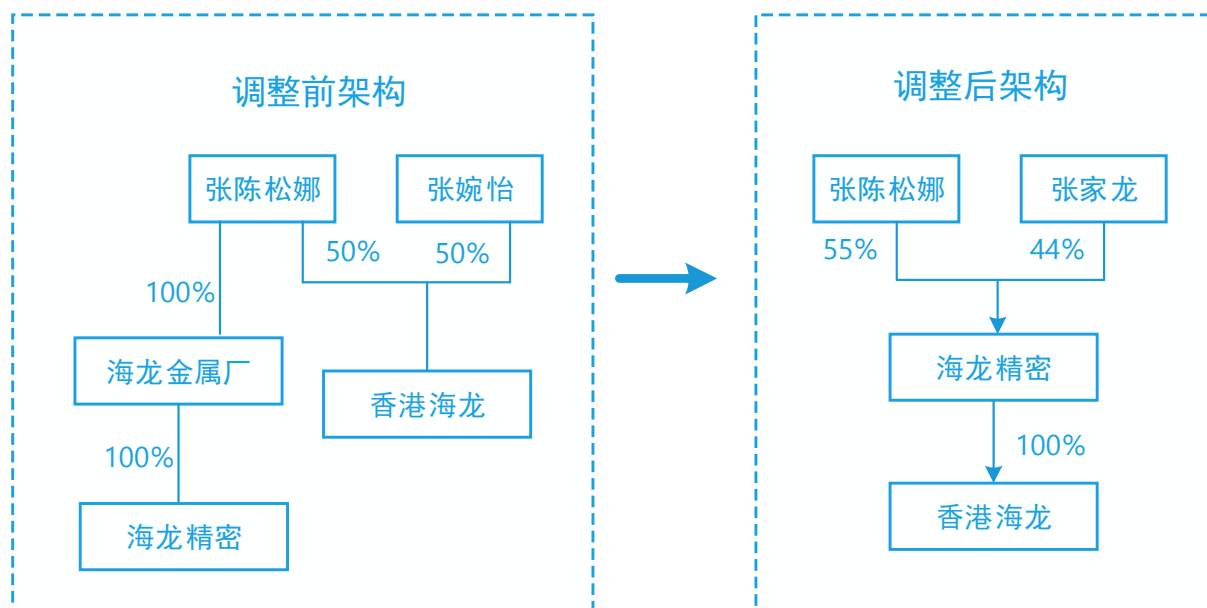 调整前架构
张陈松娜
张婉怡
50%
50%
100%
海龙金属厂
香港海龙
100%
海龙精密
调整后架构
张陈松娜
张家龙
55%
44%
海龙精密
100%
香港海龙